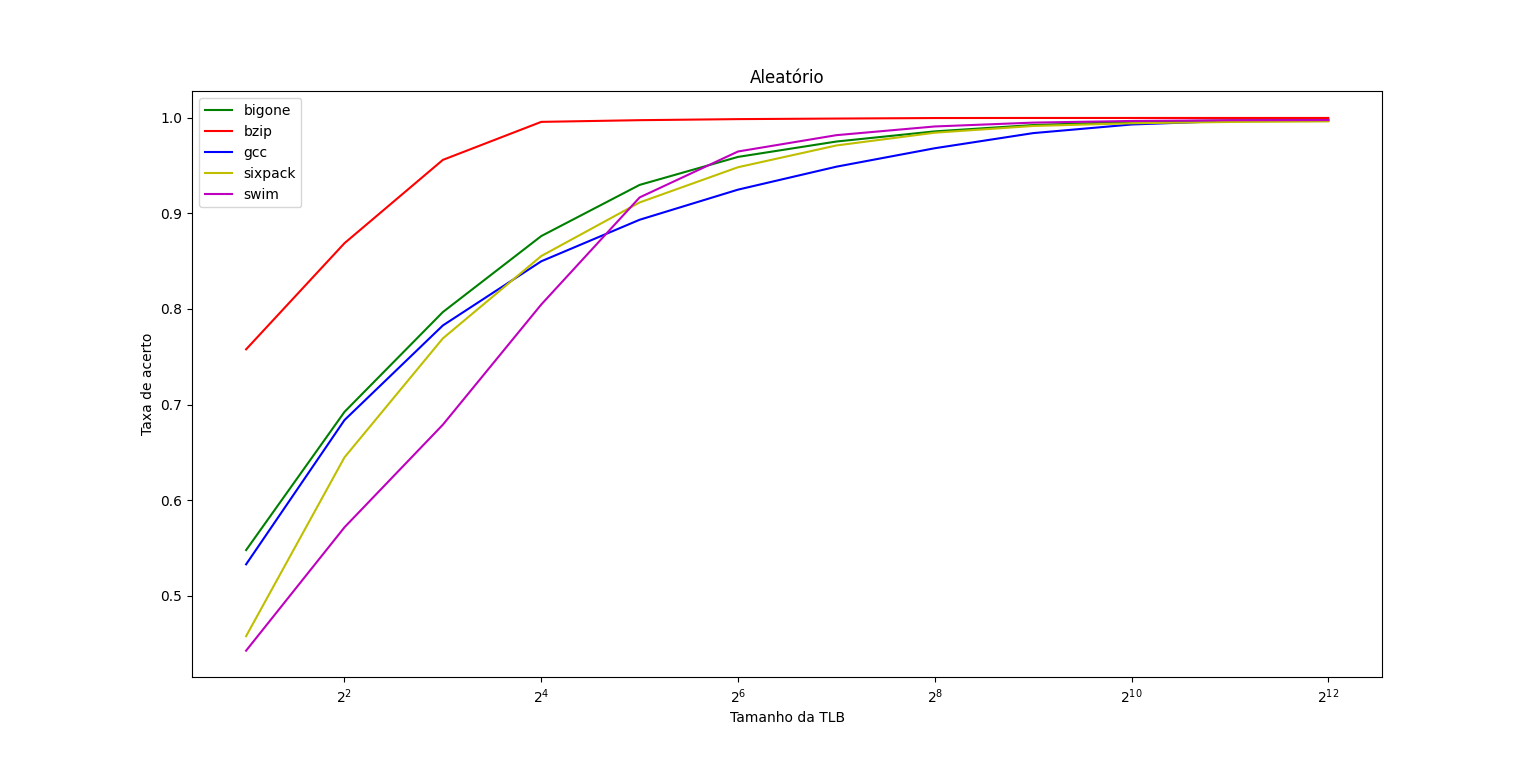 Aleatório
bigone
bzip
gcc
sixpack
swim
1.0
0.9
0.8
0.7
0.6
0.5
Taxa de acerto
2^2 2^4 2^6 2^8 2^10 2^12
Tamanho da TLB